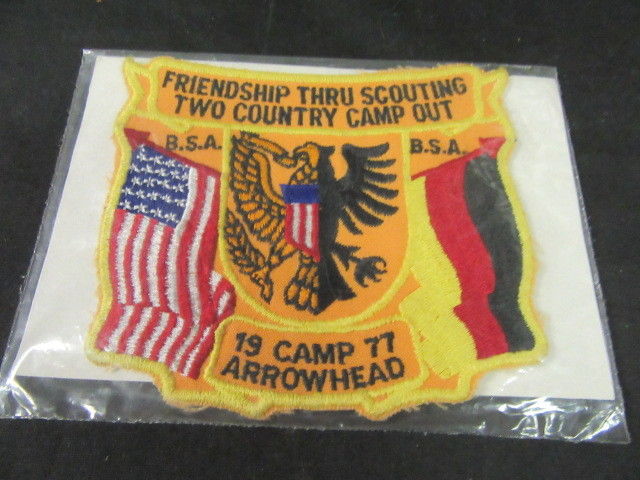 FRIENDSHIP THRU SCOUTING
TWO COUNTRY CAMP OUT
B.S.A. B.S.A.
19 CAMP 77
ARROWHEAD